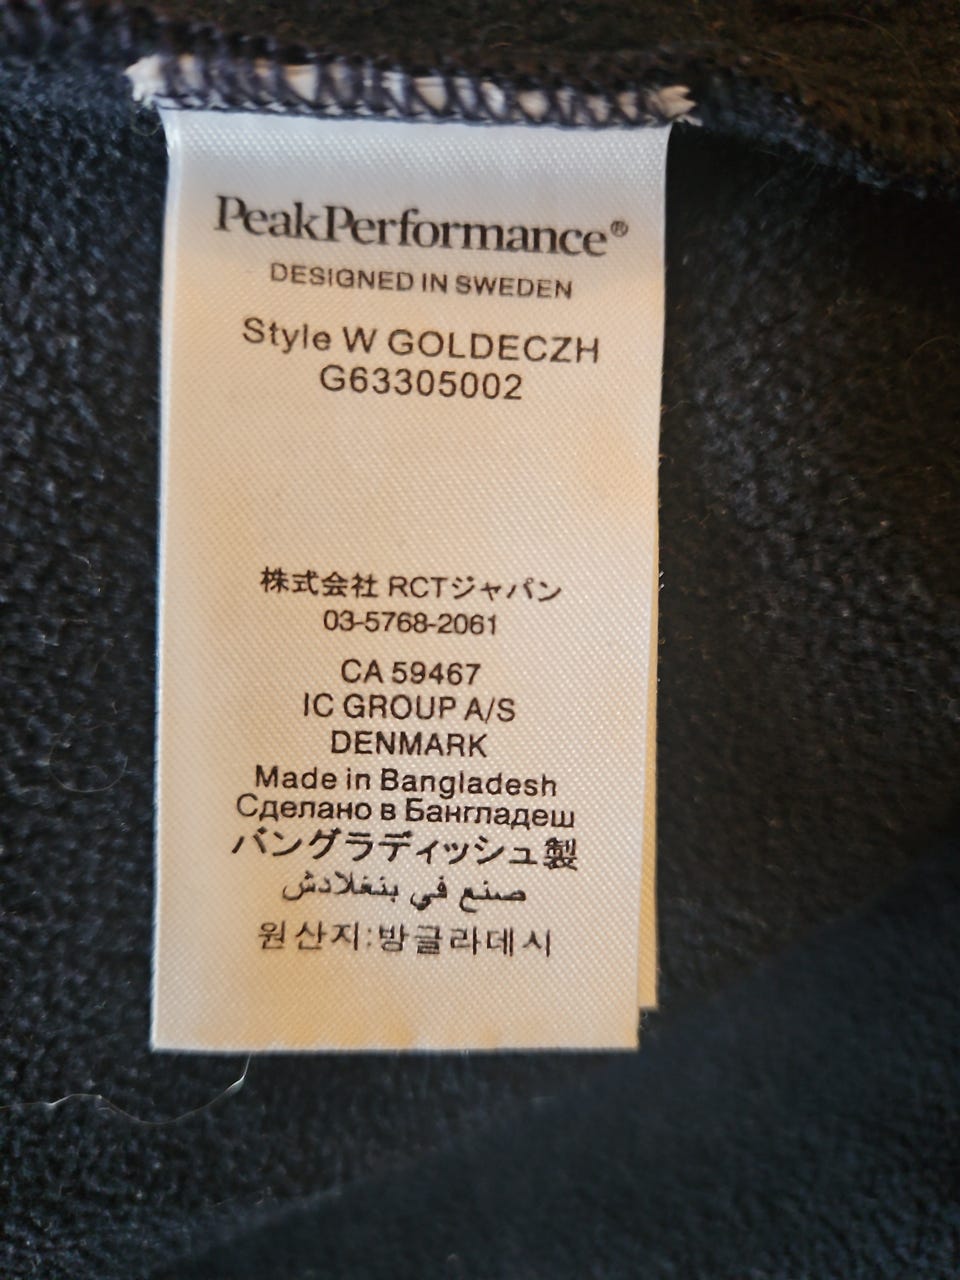 PeakPerformance®
DESIGNED IN SWEDEN
Style W GOLDECZH
G63305002
株式会社 RCTジャパン
03-5768-2061
CA 59467
IC GROUP A/S
DENMARK
Made in Bangladesh
Сделано в Бангладеш
バングラディッシュ製
صنع في بنغلادش
원산지:방글라데시